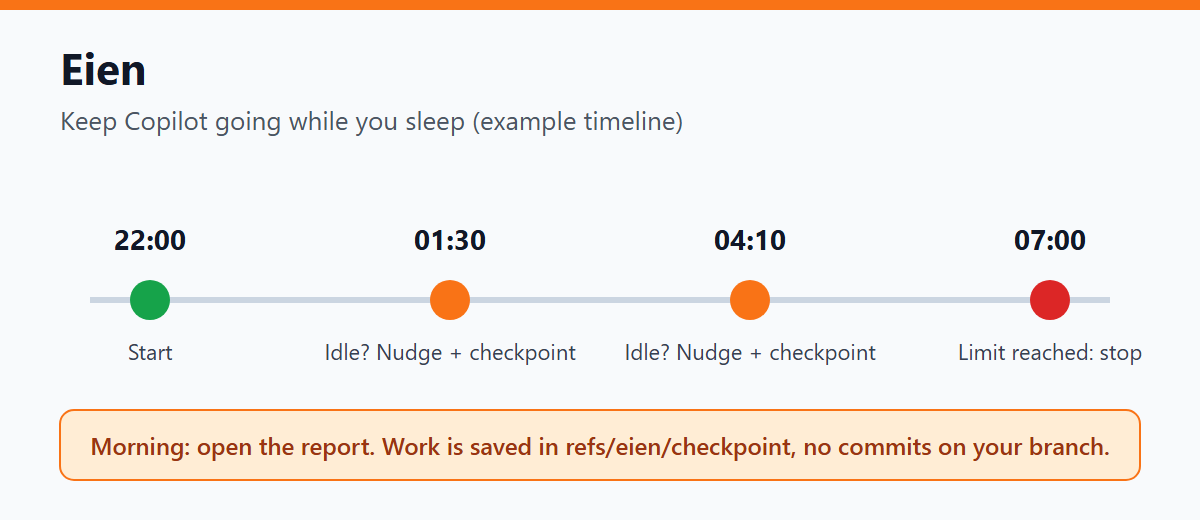 Eien
Keep Copilot going while you sleep (example timeline)
22:00 01:30 04:10 07:00
Start Idle? Nudge + checkpoint Idle? Nudge + checkpoint Limit reached: stop
Morning: open the report. Work is saved in refs/eien/checkpoint, no commits on your branch.